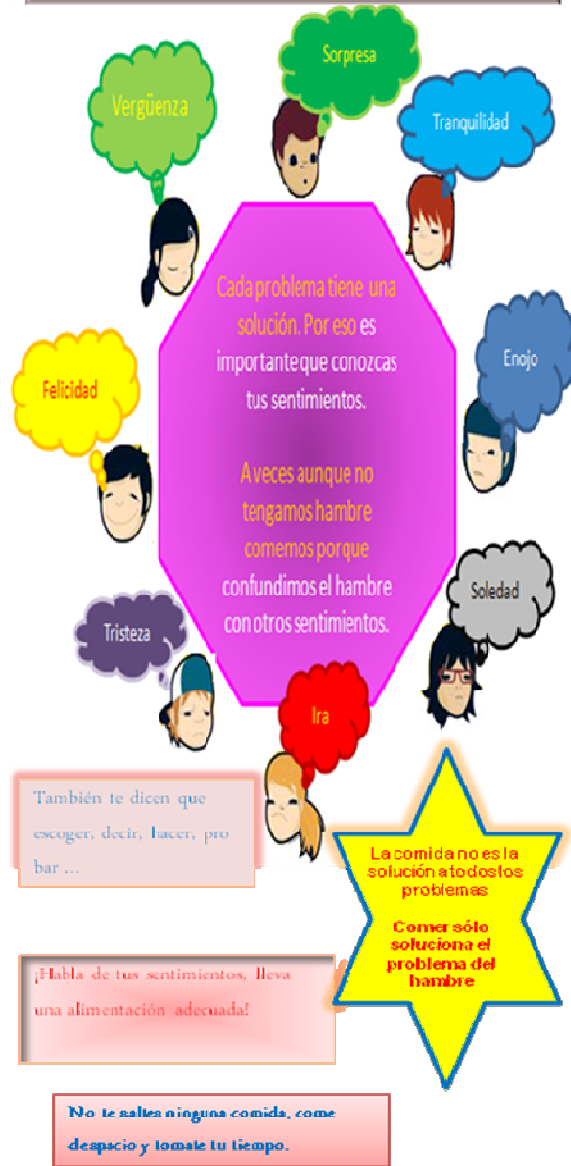 Sorpresa
Vergüenza
Tranquilidad
Cada problema tiene una
solución. Por eso es
importante que conozcas
tus sentimientos.
A veces aunque no
tengamos hambre
comemos porque
confundimos el hambre
con otros sentimientos.
Enojo
Felicidad
Soledad
Tristeza
Ira
También te dicen que
escoger, decir, hacer, pro
bar ...
La comida no es la
solución a todos los
problemas
Comer sólo
soluciona el
problema del
hambre
¡Habla de tus sentimientos, lleva
una alimentación adecuada!
No te saltes ninguna comida, come
despacio y tomate tu tiempo.